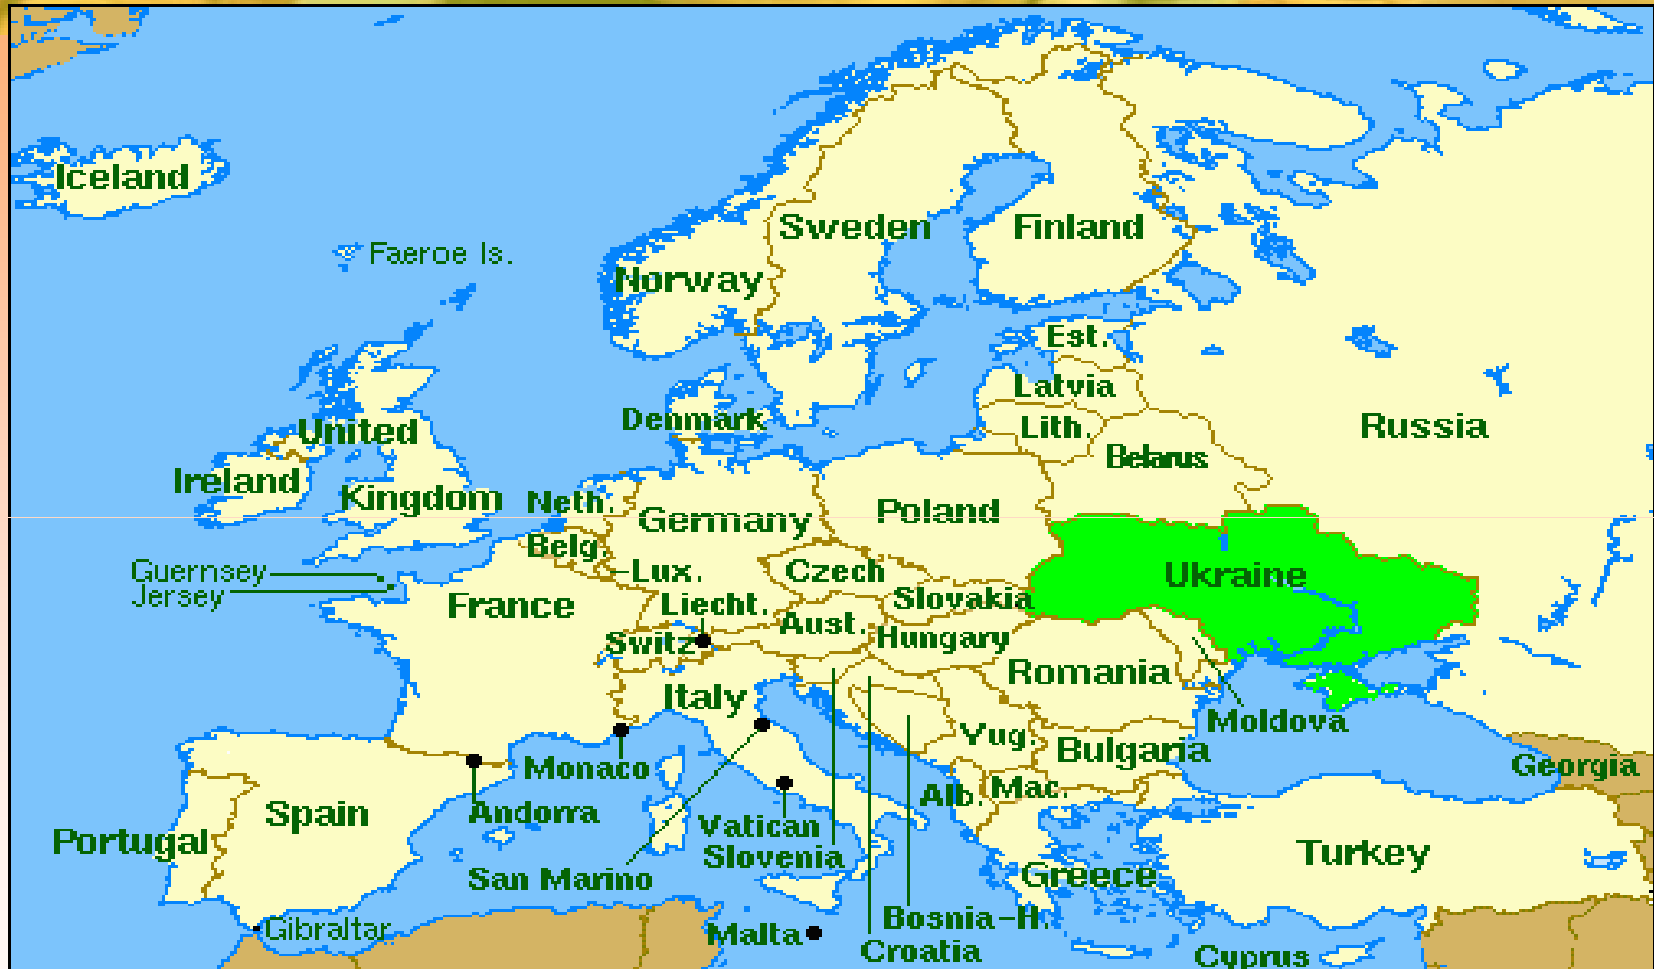 Iceland
Faeroe Is.
Sweden
Finland
Norway
Est.
Latvia
Denmark
Lith.
Russia
United
Belarus
Ireland
Kingdom
Neth.
Germany
Poland
Belg.
Ukraine
Guernsey
Lux.
Czech
Jersey
France
Liecht.
Slovakia
Aust.
Switz
Hungary
Romania
Italy
Moldova
Yug.
Bulgaria
Monaco
Georgia
Andorra
Alb.
Mac.
Spain
Portugal
Vatican
Slovenia
Turkey
San Marino
Greece
Gibraltar
Malta
Bosnia-H.
Croatia
Cyprus